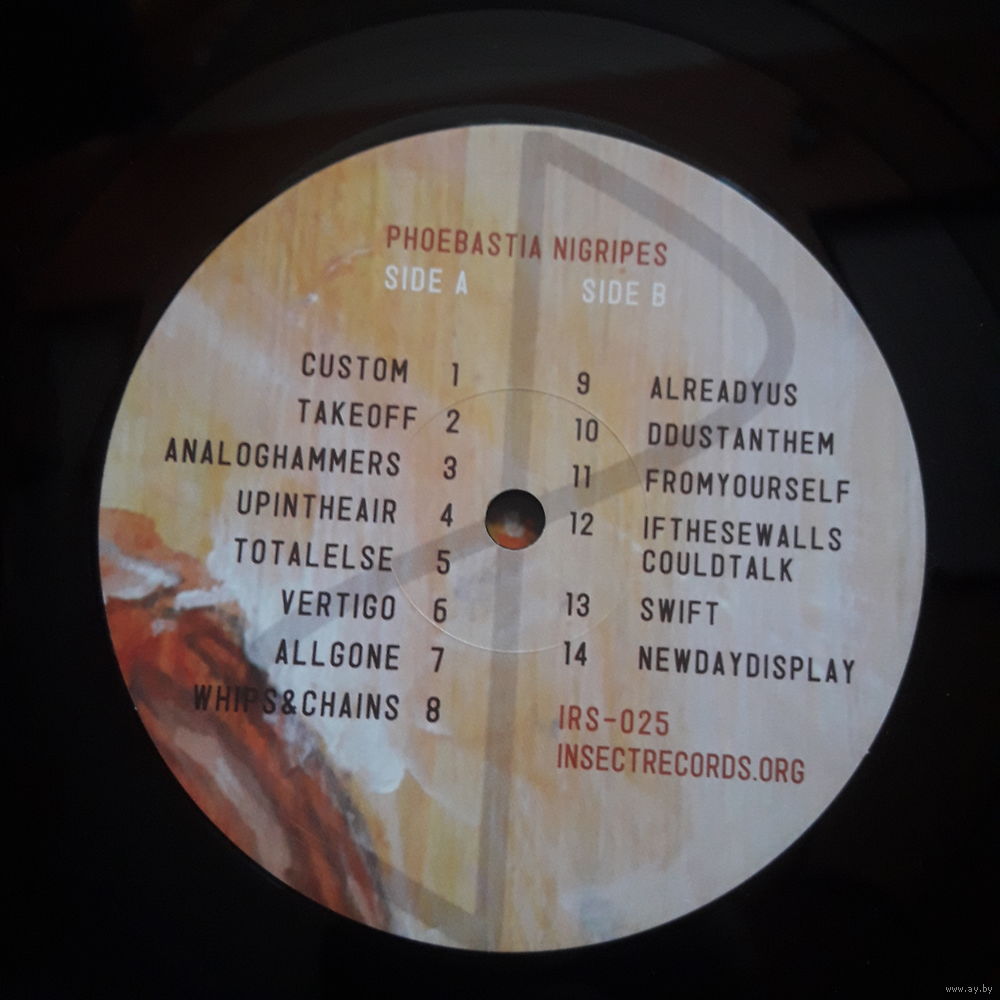 PHOEBASTIA NIGRIPES
SIDE A
CUSTOM 1
TAKEOFF 2
ANALOGHAMMERS 3
UPINTHEAIR 4
TOTALELSE 5
VERTIGO 6
ALLGONE 7
WHIPS&CHAINS 8
SIDE B
9 ALREADYUS
10 DDUSTANTHEM
11 FROMYOURSELF
12 IFTHESEWALLS
COULDTALK
13 SWIFT
14 NEWDAYDISPLAY
IRS-025
INSECTRECORDS.ORG
www.ay.by